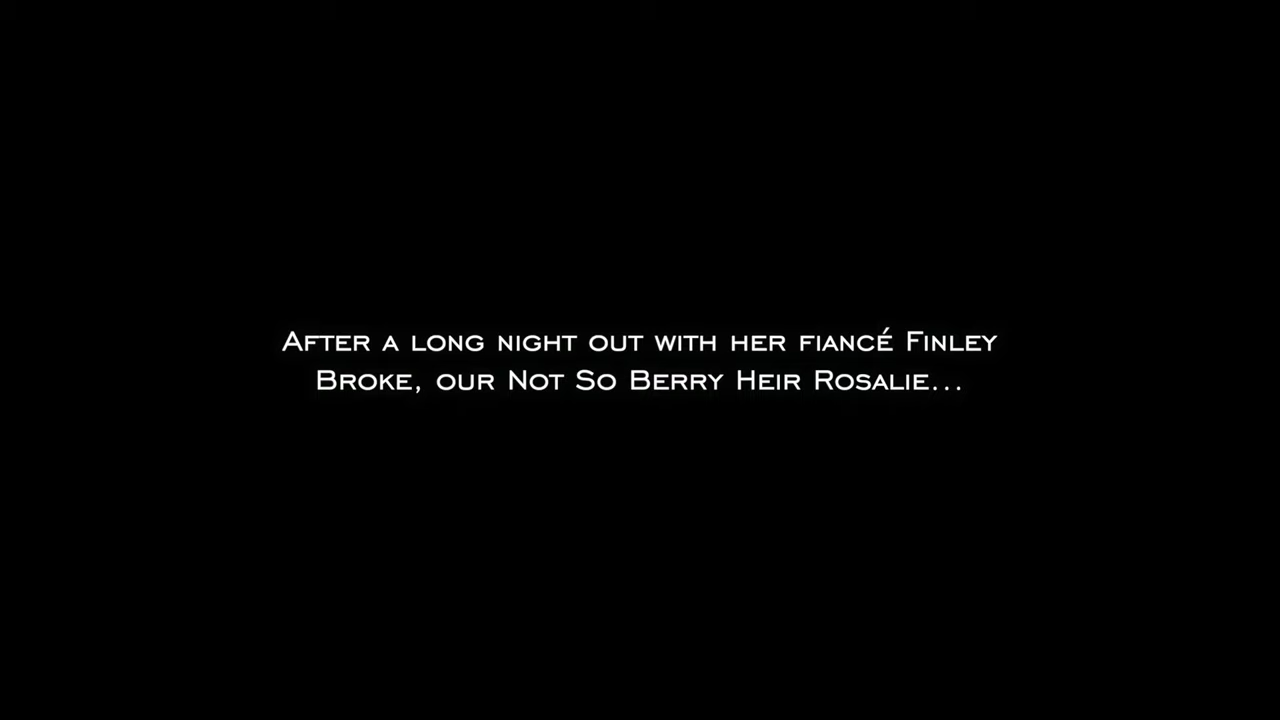 After a long night out with her fiancé Finley
Broke, our Not So Berry Heir Rosalie...